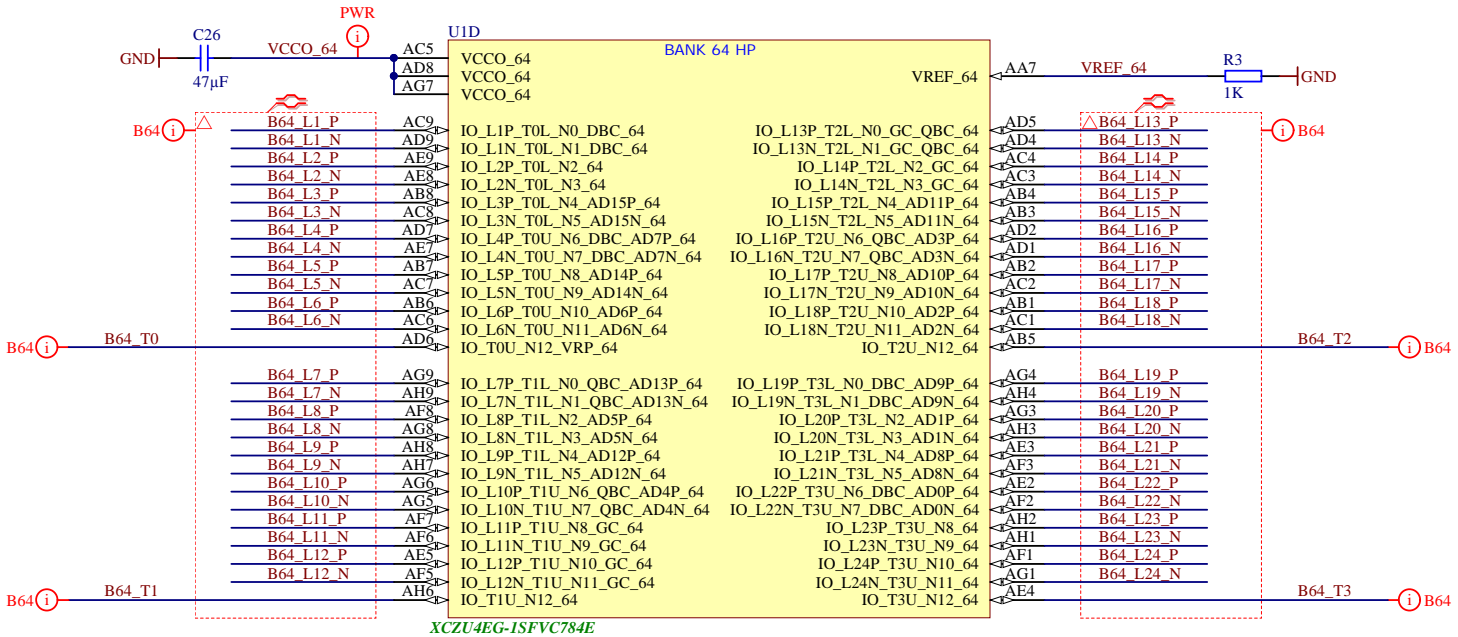 PWR
C26
GND
VCCO_64
47µF
U1D
BANK 64 HP
AC5 VCCO_64
AD8 VCCO_64
AG7 VCCO_64
VREF_64 AA7 VREF_64
R3
1K
GND
B64
B64
B64_L1_P AC9 IO_L1P_T0L_N0_DBC_64
B64_L1_N AD9 IO_L1N_T0L_N1_DBC_64
B64_L2_P AE9 IO_L2P_T0L_N2_64
B64_L2_N AE8 IO_L2N_T0L_N3_64
B64_L3_P AB8 IO_L3P_T0L_N4_AD15P_64
B64_L3_N AC8 IO_L3N_T0L_N5_AD15N_64
B64_L4_P AD7 IO_L4P_T0U_N6_DBC_AD7P_64
B64_L4_N AE7 IO_L4N_T0U_N7_DBC_AD7N_64
B64_L5_P AB7 IO_L5P_T0U_N8_AD14P_64
B64_L5_N AC7 IO_L5N_T0U_N9_AD14N_64
B64_L6_P AB6 IO_L6P_T0U_N10_AD6P_64
B64_L6_N AC6 IO_L6N_T0U_N11_AD6N_64
B64 B64_T0 AD6 IO_T0U_N12_VRP_64
B64_L7_P AG9 IO_L7P_T1L_N0_QBC_AD13P_64
B64_L7_N AH9 IO_L7N_T1L_N1_QBC_AD13N_64
B64_L8_P AF8 IO_L8P_T1L_N2_AD5P_64
B64_L8_N AG8 IO_L8N_T1L_N3_AD5N_64
B64_L9_P AH8 IO_L9P_T1L_N4_AD12P_64
B64_L9_N AH7 IO_L9N_T1L_N5_AD12N_64
B64_L10_P AG6 IO_L10P_T1U_N6_QBC_AD4P_64
B64_L10_N AG5 IO_L10N_T1U_N7_QBC_AD4N_64
B64_L11_P AF7 IO_L11P_T1U_N8_GC_64
B64_L11_N AF6 IO_L11N_T1U_N9_GC_64
B64_L12_P AE5 IO_L12P_T1U_N10_GC_64
B64_L12_N AF5 IO_L12N_T1U_N11_GC_64
B64 B64_T1 AH6 IO_T1U_N12_64
IO_L13P_T2L_N0_GC_QBC_64 AD5 B64_L13_P
IO_L13N_T2L_N1_GC_QBC_64 AD4 B64_L13_N
IO_L14P_T2L_N2_GC_64 AC4 B64_L14_P
IO_L14N_T2L_N3_GC_64 AC3 B64_L14_N
IO_L15P_T2L_N4_AD11P_64 AB4 B64_L15_P
IO_L15N_T2L_N5_AD11N_64 AB3 B64_L15_N
IO_L16P_T2U_N6_QBC_AD3P_64 AD2 B64_L16_P
IO_L16N_T2U_N7_QBC_AD3N_64 AD1 B64_L16_N
IO_L17P_T2U_N8_AD10P_64 AB2 B64_L17_P
IO_L17N_T2U_N9_AD10N_64 AC2 B64_L17_N
IO_L18P_T2U_N10_AD2P_64 AB1 B64_L18_P
IO_L18N_T2U_N11_AD2N_64 AC1 B64_L18_N
IO_T2U_N12_64 AB5 B64_T2 B64
IO_L19P_T3L_N0_DBC_AD9P_64 AG4 B64_L19_P
IO_L19N_T3L_N1_DBC_AD9N_64 AH4 B64_L19_N
IO_L20P_T3L_N2_AD1P_64 AG3 B64_L20_P
IO_L20N_T3L_N3_AD1N_64 AH3 B64_L20_N
IO_L21P_T3L_N4_AD8P_64 AE3 B64_L21_P
IO_L21N_T3L_N5_AD8N_64 AF3 B64_L21_N
IO_L22P_T3U_N6_DBC_AD0P_64 AE2 B64_L22_P
IO_L22N_T3U_N7_DBC_AD0N_64 AF2 B64_L22_N
IO_L23P_T3U_N8_64 AH2 B64_L23_P
IO_L23N_T3U_N9_64 AH1 B64_L23_N
IO_L24P_T3U_N10_64 AF1 B64_L24_P
IO_L24N_T3U_N11_64 AG1 B64_L24_N
IO_T3U_N12_64 AE4 B64_T3 B64
XCZU4EG-1SFVC784E